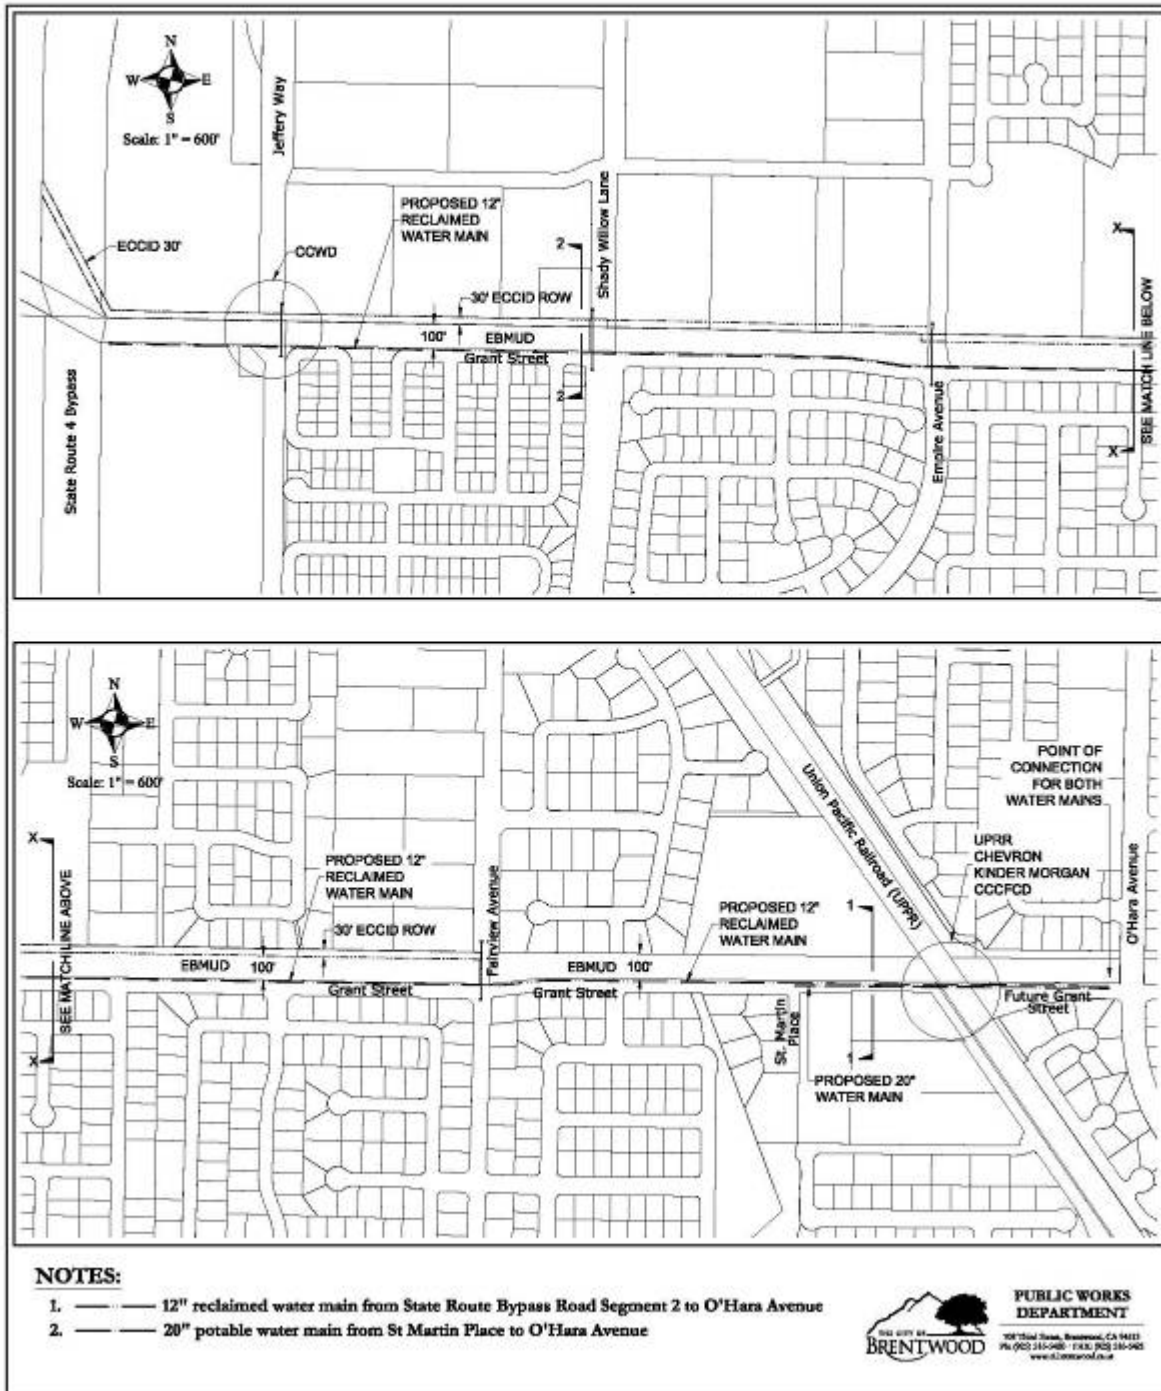 N
W E
S
Scale: 1" = 600'
Jeffery Way
PROPOSED 12"
RECLAIMED
WATER MAIN
ECCID 30'
CCWD
2
Shady Willow Lane
X
30' ECCID ROW
100'
EBMUD
Grant Street
2
State Route 4 Bypass
Empire Avenue
SEE MATCH LINE BELOW
X
N
W E
S
Scale: 1" = 600'
X
SEE MATCH LINE ABOVE
X
PROPOSED 12"
RECLAIMED
WATER MAIN
30' ECCID ROW
EBMUD 100'
Grant Street
Fairview Avenue
EBMUD 100'
Grant Street
PROPOSED 12"
RECLAIMED
WATER MAIN
Union Pacific Railroad (UPPR)
POINT OF
CONNECTION
FOR BOTH
WATER MAINS
UPRR
CHEVRON
KINDER MORGAN
CCCFCD
O'Hara Avenue
1
St. Martin
Place
Future Grant
Street
1
PROPOSED 20"
WATER MAIN
NOTES:
1. 12" reclaimed water main from State Route Bypass Road Segment 2 to O'Hara Avenue
2. 20" potable water main from St Martin Place to O'Hara Avenue
THE CITY OF
BRENTWOOD
PUBLIC WORKS
DEPARTMENT